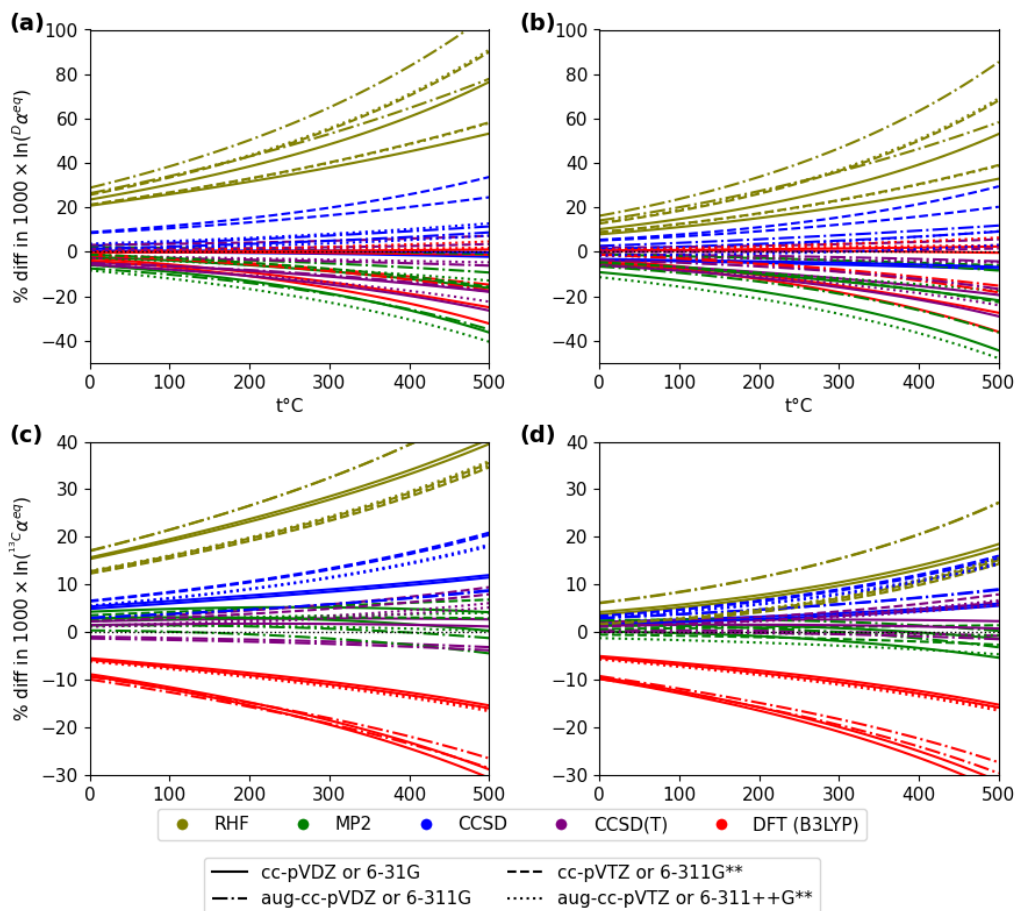 (a)
100
80
60
40
20
0
−20
−40
0 100 200 300 400 500
t°C
% diff in 1000 × ln(ᴰα^eq)
(b)
100
80
60
40
20
0
−20
−40
0 100 200 300 400 500
t°C
(c)
40
30
20
10
0
−10
−20
−30
0 100 200 300 400 500
% diff in 1000 × ln(¹³ᶜα^eq)
(d)
40
30
20
10
0
−10
−20
−30
0 100 200 300 400 500
RHF MP2 CCSD CCSD(T) DFT (B3LYP)
cc-pVDZ or 6-31G cc-pVTZ or 6-311G**
aug-cc-pVDZ or 6-311G aug-cc-pVTZ or 6-311++G**